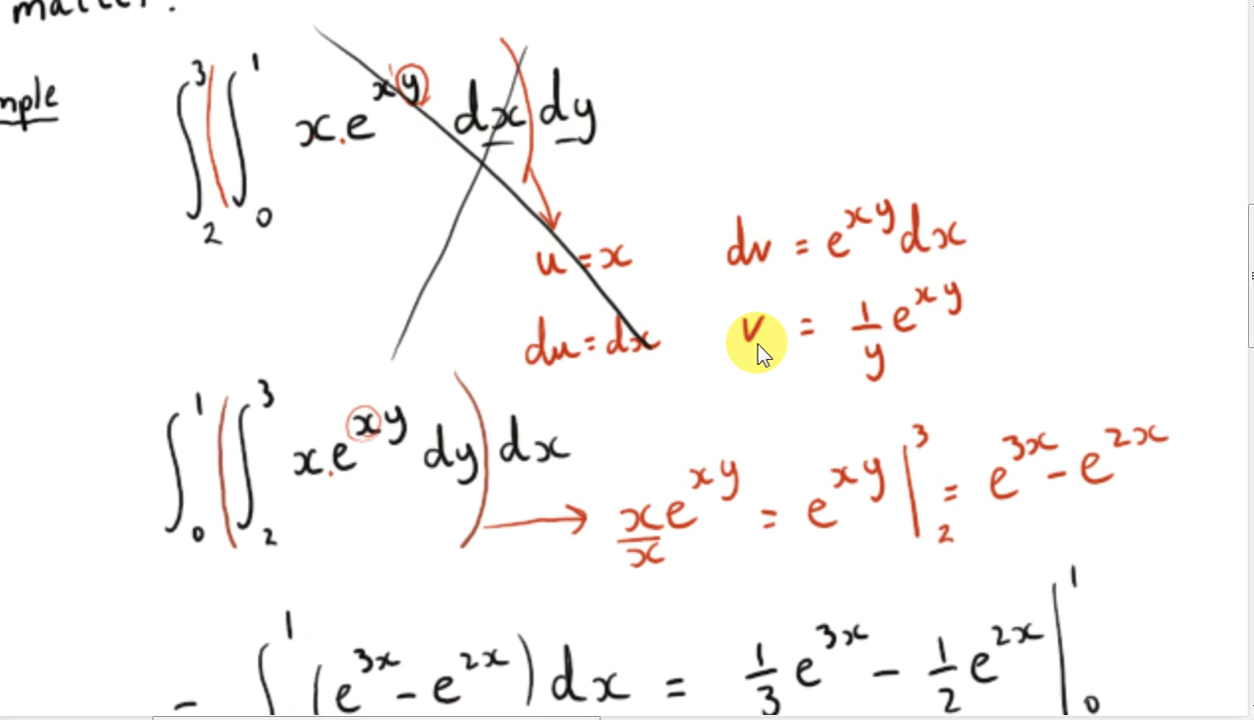 matter.
mple
∫₂³ (∫₀¹ x.e^{xy} dx) dy
u = x    dv = e^{xy} dx
du = dx    v = 1/y e^{xy}
∫₀¹ (∫₂³ x.e^{xy} dy) dx → x/x e^{xy} = e^{xy} |₂³ = e^{3x} - e^{2x}
= ∫¹ (e^{3x} - e^{2x}) dx = 1/3 e^{3x} - 1/2 e^{2x} |₀¹